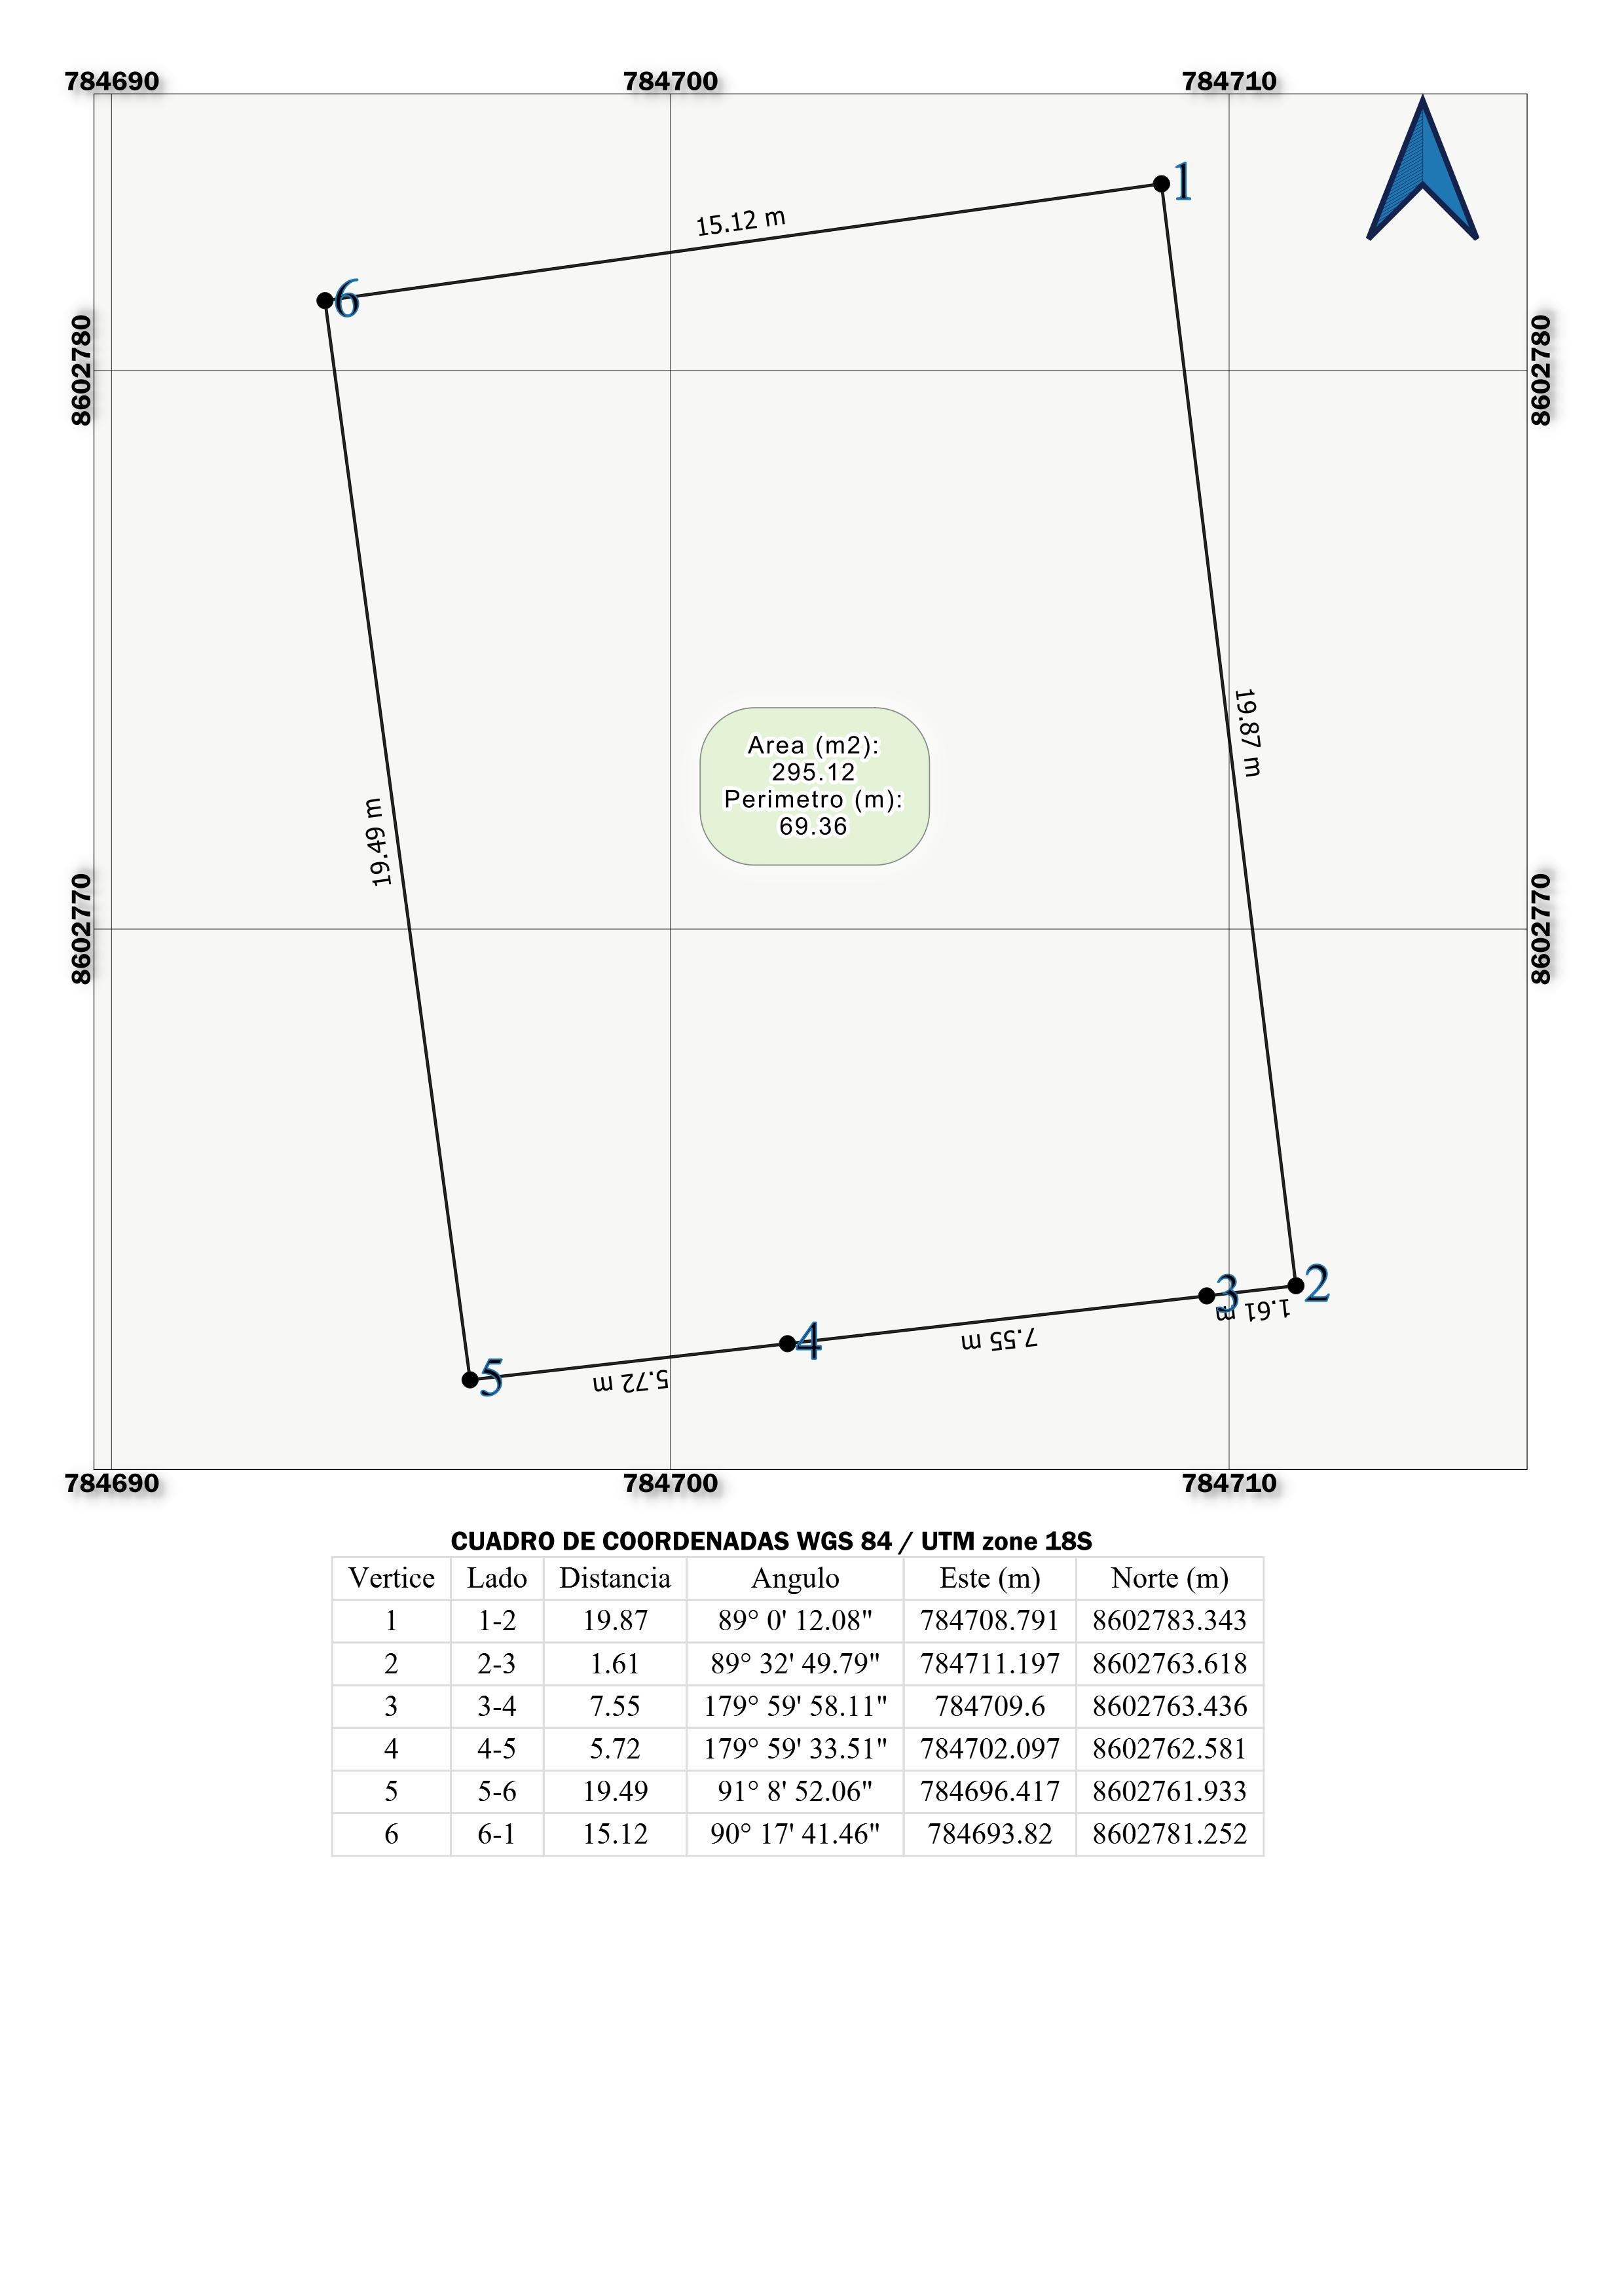 784690 784700 784710
1
15.12 m
6
8602780 8602780
19.87 m
Area (m2):
295.12
Perimetro (m):
69.36
19.49 m
8602770 8602770
2
3
1.61 m
4
7.55 m
5
5.72 m
784690 784700 784710
CUADRO DE COORDENADAS WGS 84 / UTM zone 18S
Vertice Lado Distancia Angulo Este (m) Norte (m)
1 1-2 19.87 89° 0' 12.08" 784708.791 8602783.343
2 2-3 1.61 89° 32' 49.79" 784711.197 8602763.618
3 3-4 7.55 179° 59' 58.11" 784709.6 8602763.436
4 4-5 5.72 179° 59' 33.51" 784702.097 8602762.581
5 5-6 19.49 91° 8' 52.06" 784696.417 8602761.933
6 6-1 15.12 90° 17' 41.46" 784693.82 8602781.252